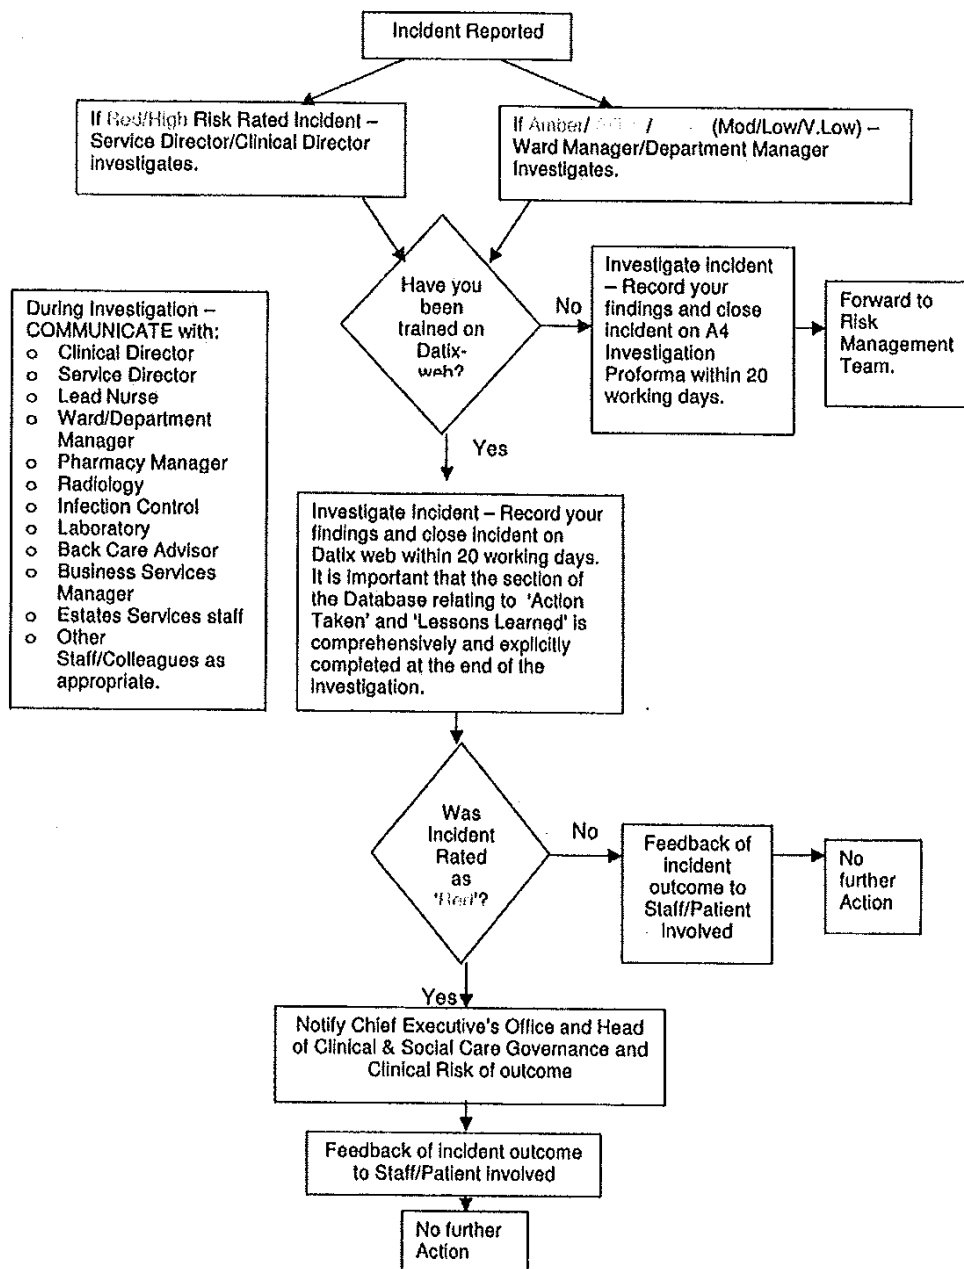 Incident Reported
If Red/High Risk Rated Incident –
Service Director/Clinical Director
investigates.
If Amber/ / (Mod/Low/V.Low) –
Ward Manager/Department Manager
Investigates.
Have you
been
trained on
Datix-
web?
No
Investigate incident
– Record your
findings and close
incident on A4
Investigation
Proforma within 20
working days.
Forward to
Risk
Management
Team.
During Investigation –
COMMUNICATE with:
o Clinical Director
o Service Director
o Lead Nurse
o Ward/Department
Manager
o Pharmacy Manager
o Radiology
o Infection Control
o Laboratory
o Back Care Advisor
o Business Services
Manager
o Estates Services staff
o Other
Staff/Colleagues as
appropriate.
Yes
Investigate Incident – Record your
findings and close incident on
Datix web within 20 working days.
It is important that the section of
the Database relating to 'Action
Taken' and 'Lessons Learned' is
comprehensively and explicitly
completed at the end of the
investigation.
Was
Incident
Rated
as
'Red'?
No
Feedback of
incident
outcome to
Staff/Patient
Involved
No
further
Action
Yes
Notify Chief Executive's Office and Head
of Clinical & Social Care Governance and
Clinical Risk of outcome
Feedback of incident outcome
to Staff/Patient involved
No further
Action